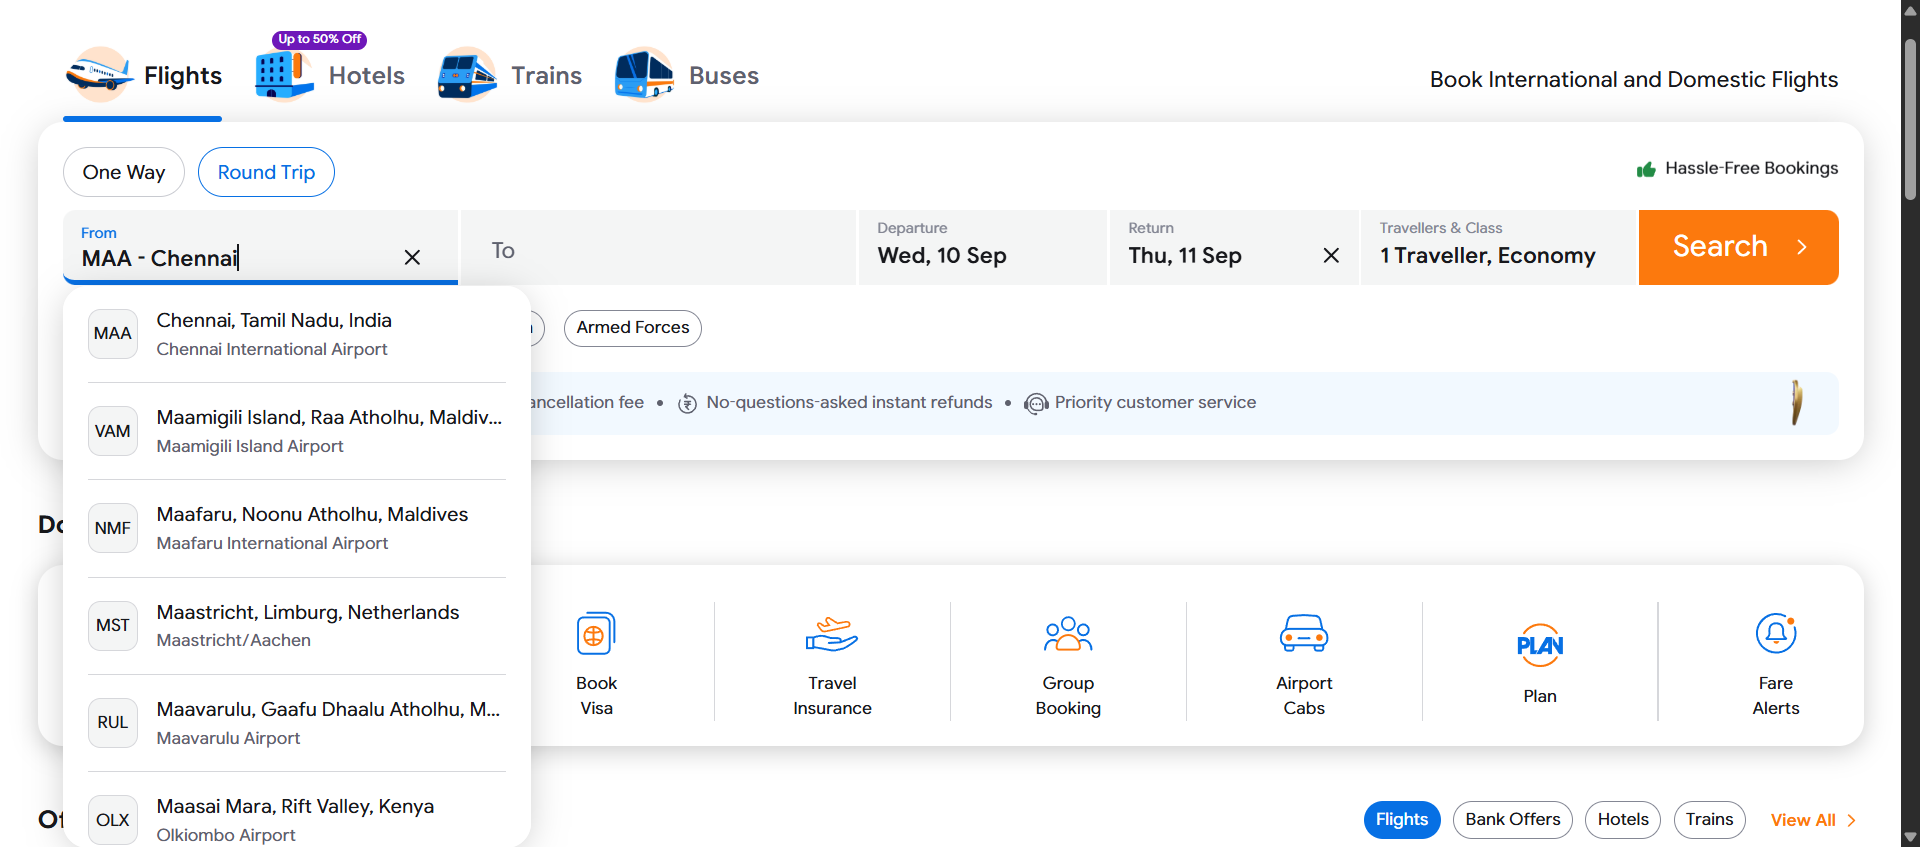 Up to 50% Off
Flights
Hotels
Trains
Buses
Book International and Domestic Flights
One Way
Round Trip
Hassle-Free Bookings
From
MAA - Chennai
To
Departure
Wed, 10 Sep
Return
Thu, 11 Sep
Travellers & Class
1 Traveller, Economy
Search
MAA
Chennai, Tamil Nadu, India
Chennai International Airport
Armed Forces
ancellation fee • No-questions-asked instant refunds • Priority customer service
VAM
Maamigili Island, Raa Atholhu, Maldiv...
Maamigili Island Airport
NMF
Maafaru, Noonu Atholhu, Maldives
Maafaru International Airport
MST
Maastricht, Limburg, Netherlands
Maastricht/Aachen
RUL
Maavarulu, Gaafu Dhaalu Atholhu, M...
Maavarulu Airport
OLX
Maasai Mara, Rift Valley, Kenya
Olkiombo Airport
Book
Visa
Travel
Insurance
Group
Booking
Airport
Cabs
PLAN
Plan
Fare
Alerts
Flights
Bank Offers
Hotels
Trains
View All